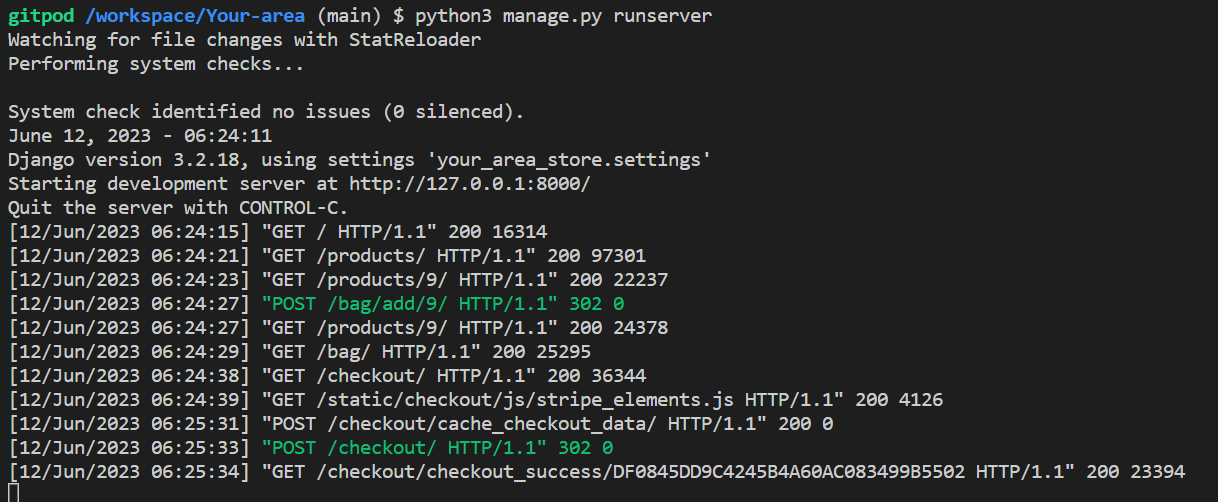 gitpod /workspace/Your-area (main) $ python3 manage.py runserver
Watching for file changes with StatReloader
Performing system checks...
System check identified no issues (0 silenced).
June 12, 2023 - 06:24:11
Django version 3.2.18, using settings 'your_area_store.settings'
Starting development server at http://127.0.0.1:8000/
Quit the server with CONTROL-C.
[12/Jun/2023 06:24:15] "GET / HTTP/1.1" 200 16314
[12/Jun/2023 06:24:21] "GET /products/ HTTP/1.1" 200 97301
[12/Jun/2023 06:24:23] "GET /products/9/ HTTP/1.1" 200 22237
[12/Jun/2023 06:24:27] "POST /bag/add/9/ HTTP/1.1" 302 0
[12/Jun/2023 06:24:27] "GET /products/9/ HTTP/1.1" 200 24378
[12/Jun/2023 06:24:29] "GET /bag/ HTTP/1.1" 200 25295
[12/Jun/2023 06:24:38] "GET /checkout/ HTTP/1.1" 200 36344
[12/Jun/2023 06:24:39] "GET /static/checkout/js/stripe_elements.js HTTP/1.1" 200 4126
[12/Jun/2023 06:25:31] "POST /checkout/cache_checkout_data/ HTTP/1.1" 200 0
[12/Jun/2023 06:25:33] "POST /checkout/ HTTP/1.1" 302 0
[12/Jun/2023 06:25:34] "GET /checkout/checkout_success/DF0845DD9C4245B4A60AC083499B5502 HTTP/1.1" 200 23394